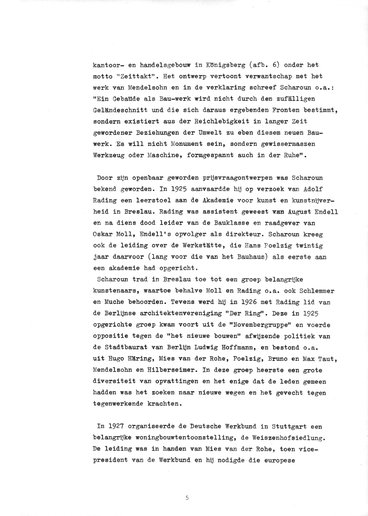 kantoor- en handelsgebouw in Königsberg (afb. 6) onder het
motto "Zeittakt". Het ontwerp vertoont verwantschap met het
werk van Mendelsohn en in de verklaring schreef Scharoun o.a.:
"Ein Gebäude als Bau-werk wird nicht durch den zufälligen
Geländeschnitt und die sich daraus ergebenden Fronten bestimmt,
sondern existiert aus der Reichlebigkeit in langer Zeit
gewordener Beziehungen der Umwelt zu eben diesem neuen Bau-
werk. Es will nicht Monument sein, sondern gewissermaszen
Werkzeug oder Maschine, formgespannt auch in der Ruhe".
Door zijn openbaar geworden prijsvraagontwerpen was Scharoun
bekend geworden. In 1925 aanvaardde hij op verzoek van Adolf
Rading een leerstoel aan de Akademie voor kunst en kunstnijver-
heid in Breslau. Rading was assistent geweest van August Endell
en na diens dood leider van de Bauklasse en raadgever van
Oskar Moll, Endell's opvolger als direkteur. Scharoun kreeg
ook de leiding over de Werkstätte, die Hans Poelzig twintig
jaar daarvoor (lang voor die van het Bauhaus) als eerste aan
een akademie had opgericht.
Scharoun trad in Breslau toe tot een groep belangrijke
kunstenaars, waartoe behalve Moll en Rading o.a. ook Schlemmer
en Muche behoorden. Tevens werd hij in 1926 met Rading lid van
de Berlijnse architektenvereniging "Der Ring". Deze in 1925
opgerichte groep kwam voort uit de "Novembergruppe" en voerde
oppositie tegen de "het nieuwe bouwen" afwijzende politiek van
de Stadtbaurat van Berlijn Ludwig Hoffmann, en bestond o.a.
uit Hugo Häring, Mies van der Rohe, Poelzig, Bruno en Max Taut,
Mendelsohn en Hilberseimer. In deze groep heerste een grote
diversiteit van opvattingen en het enige dat de leden gemeen
hadden was het zoeken naar nieuwe wegen en het gevecht tegen
tegenwerkende krachten.
In 1927 organiseerde de Deutsche Werkbund in Stuttgart een
belangrijke woningbouwtentoonstelling, de Weiszenhofsiedlung.
De leiding was in handen van Mies van der Rohe, toen vice-
president van de Werkbund en hij nodigde die europese
5